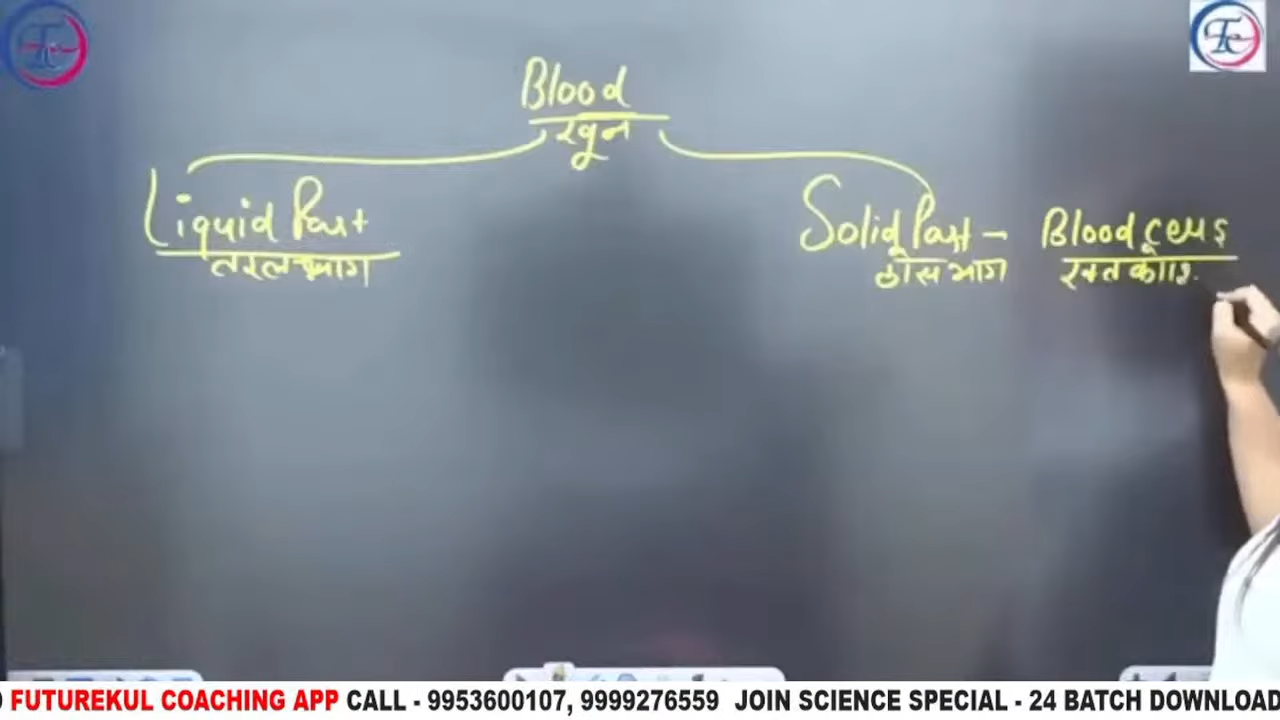 Blood
खून
Liquid Part
तरल भाग
Solid Part - Blood cells
ठोस भाग
FUTUREKUL COACHING APP CALL - 9953600107, 9999276559 JOIN SCIENCE SPECIAL - 24 BATCH DOWNLOAD